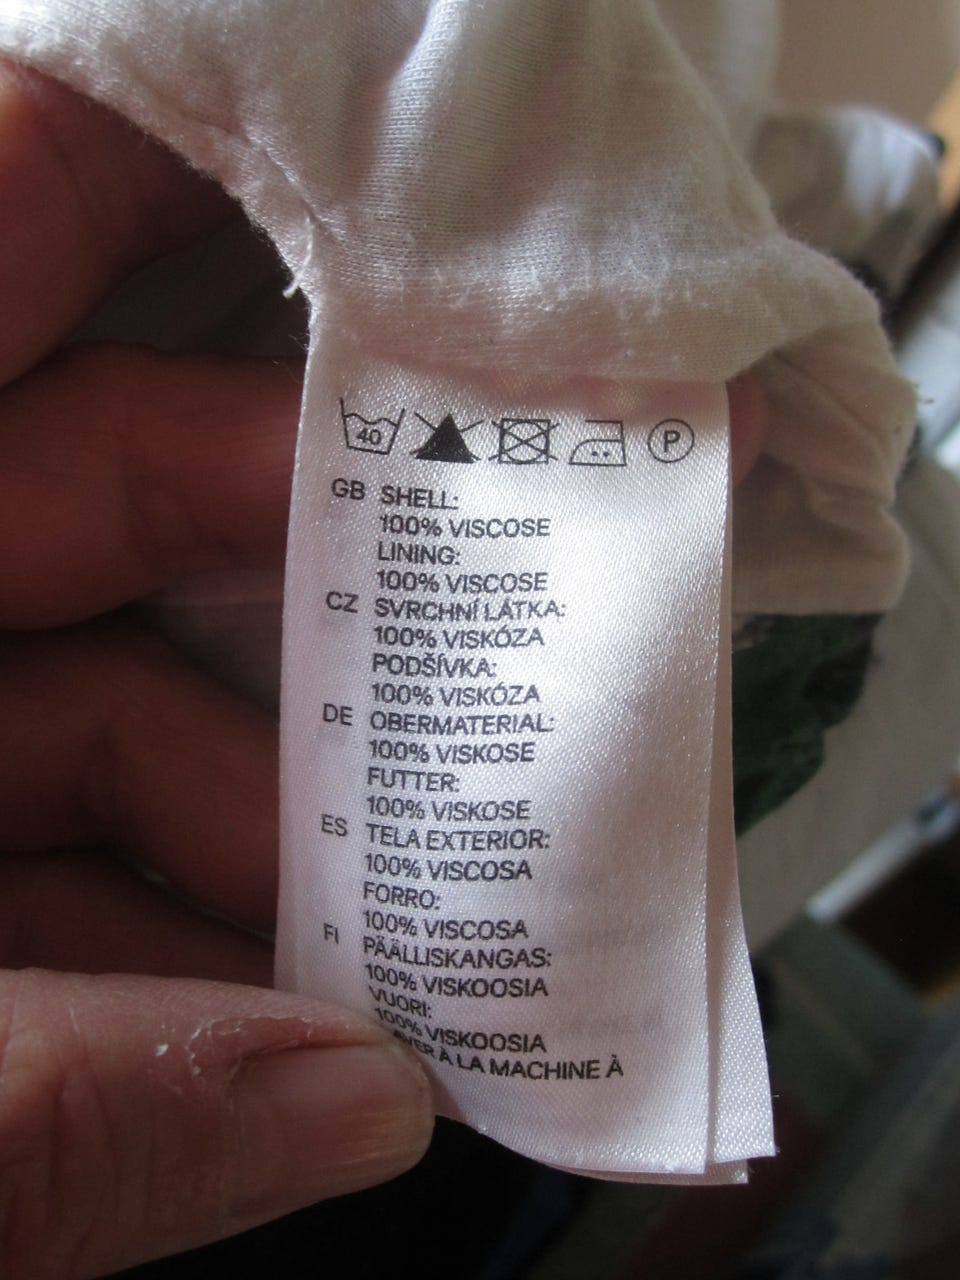 40
P
GB SHELL:
100% VISCOSE
LINING:
100% VISCOSE
CZ SVRCHNÍ LÁTKA:
100% VISKÓZA
PODŠÍVKA:
100% VISKÓZA
DE OBERMATERIAL:
100% VISKOSE
FUTTER:
100% VISKOSE
ES TELA EXTERIOR:
100% VISCOSA
FORRO:
100% VISCOSA
FI PÄÄLLISKANGAS:
100% VISKOOSIA
VUORI:
100% VISKOOSIA
À LA MACHINE À